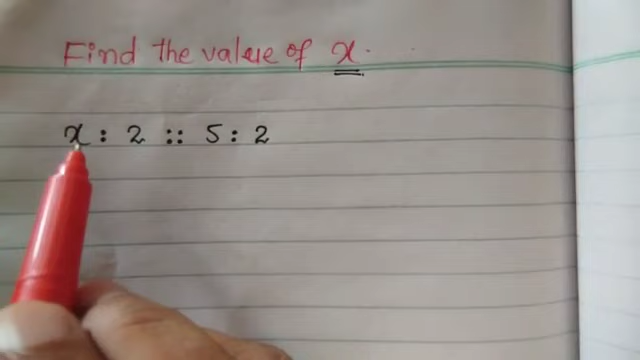 Find the value of x.
x : 2 :: 5 : 2